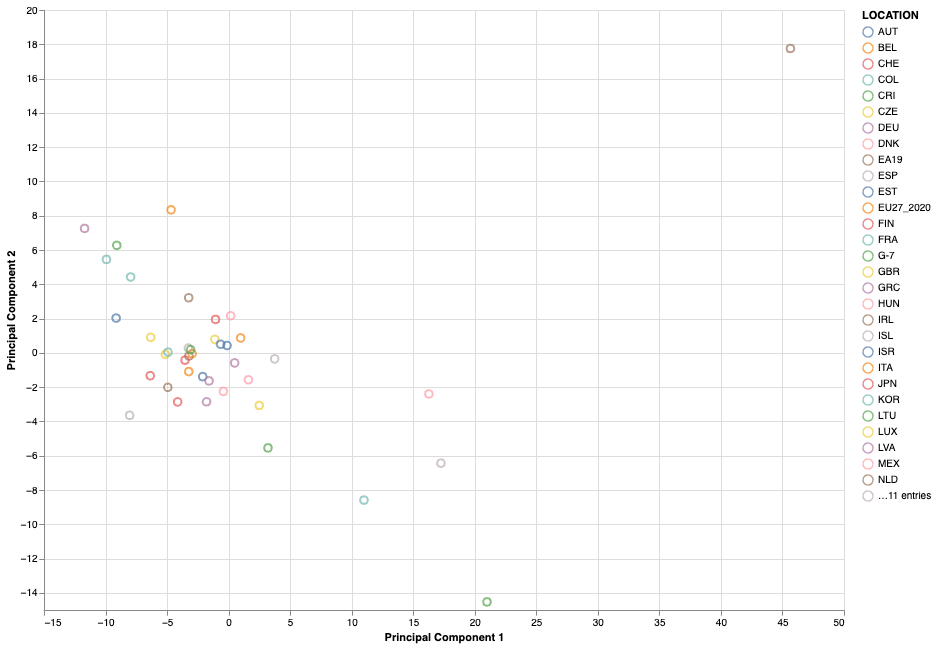 20
18
16
14
12
10
8
6
4
2
0
−2
−4
−6
−8
−10
−12
−14
Principal Component 2
−15 −10 −5 0 5 10 15 20 25 30 35 40 45 50
Principal Component 1
LOCATION
AUT
BEL
CHE
COL
CRI
CZE
DEU
DNK
EA19
ESP
EST
EU27_2020
FIN
FRA
G-7
GBR
GRC
HUN
IRL
ISL
ISR
ITA
JPN
KOR
LTU
LUX
LVA
MEX
NLD
…11 entries